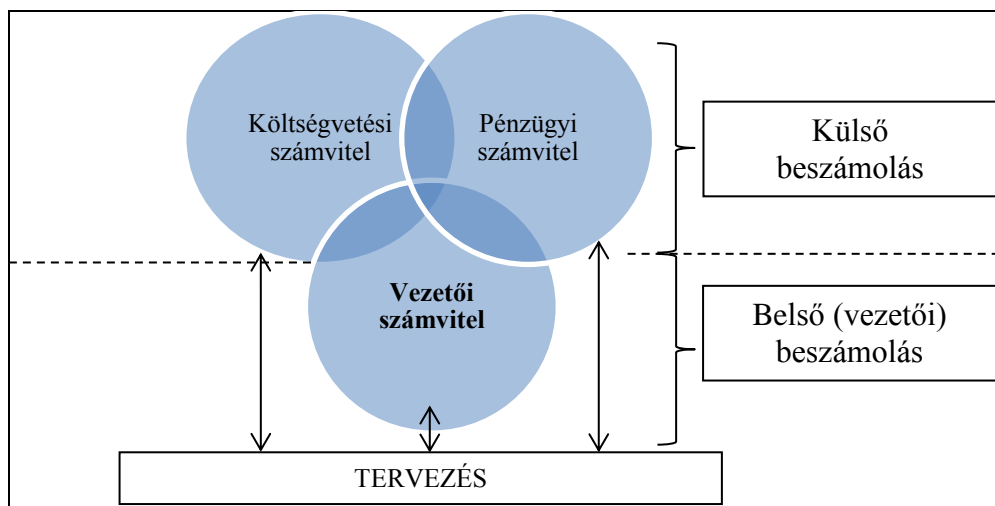 Költségvetési
számvitel
Pénzügyi
számvitel
Külső
beszámolás
Vezetői
számvitel
Belső (vezetői)
beszámolás
TERVEZÉS